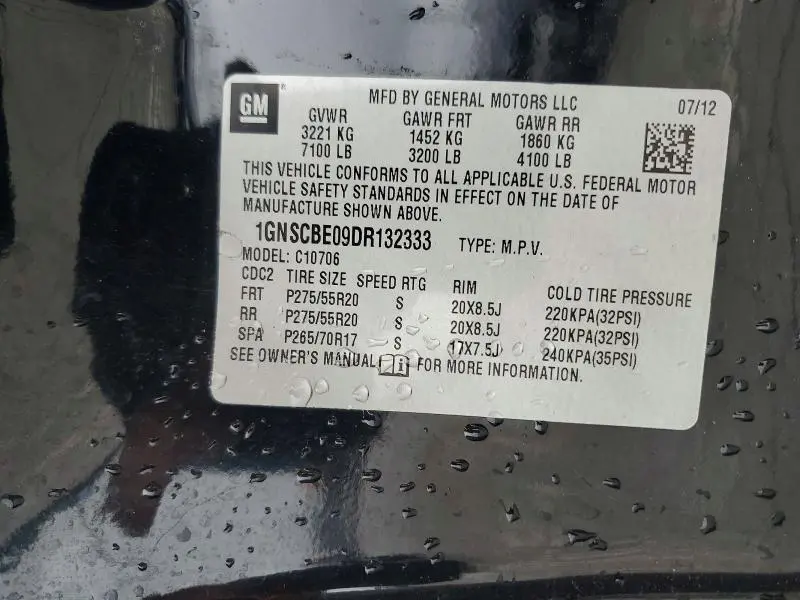 GM
MFD BY GENERAL MOTORS LLC 07/12
GVWR GAWR FRT GAWR RR
3221 KG 1452 KG 1860 KG
7100 LB 3200 LB 4100 LB
THIS VEHICLE CONFORMS TO ALL APPLICABLE U.S. FEDERAL MOTOR
VEHICLE SAFETY STANDARDS IN EFFECT ON THE DATE OF
MANUFACTURE SHOWN ABOVE.
1GNSCBE09DR132333 TYPE: M.P.V.
MODEL: C10706
CDC2 TIRE SIZE SPEED RTG RIM COLD TIRE PRESSURE
FRT P275/55R20 S 20X8.5J 220KPA(32PSI)
RR P275/55R20 S 20X8.5J 220KPA(32PSI)
SPA P265/70R17 S 17X7.5J 240KPA(35PSI)
SEE OWNER'S MANUAL FOR MORE INFORMATION.